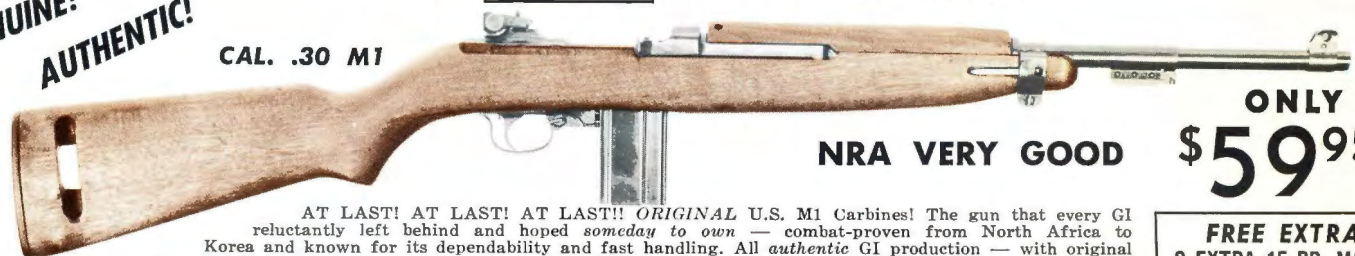 AUTHENTIC!
CAL. .30 M1
ONLY
NRA VERY GOOD
$59
AT LAST! AT LAST! AT LAST!! ORIGINAL U.S. M1 Carbines! The gun that every GI
reluctantly left behind and hoped someday to own — combat-proven from North Africa to
Korea and known for its dependability and fast handling. All authentic GI production — with original
FREE EXTRA